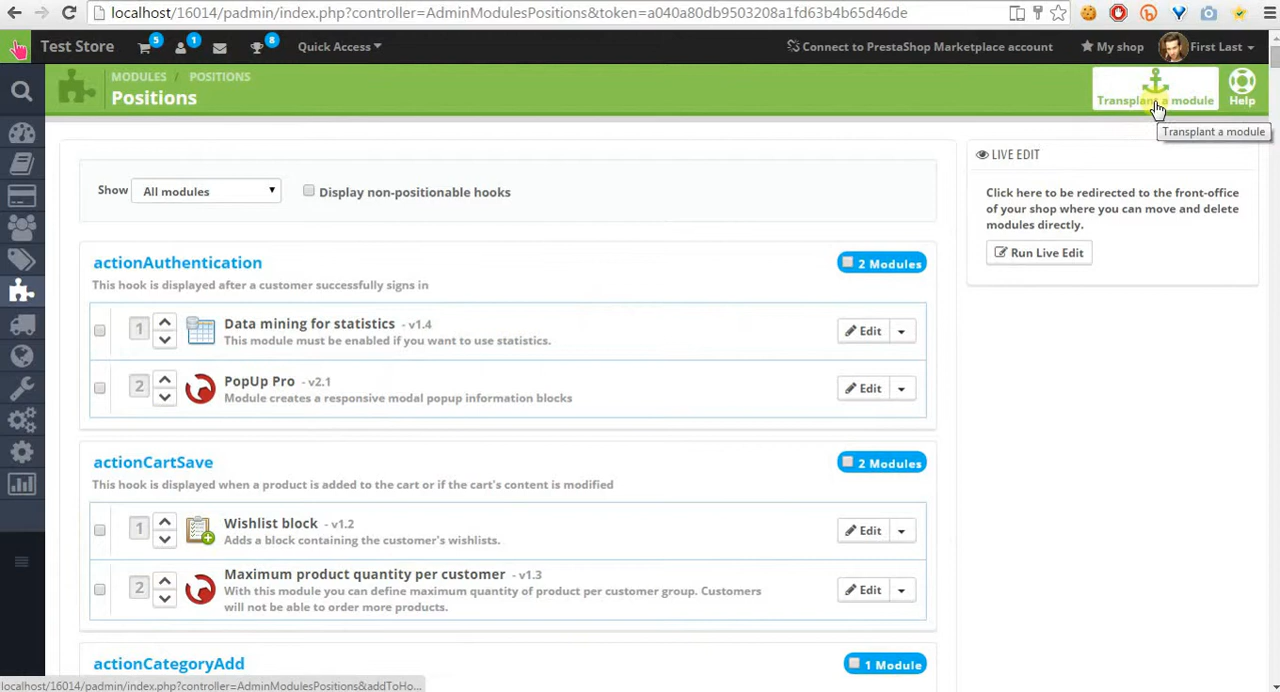 localhost/16014/padmin/index.php?controller=AdminModulesPositions&token=a040a80db9503208a1fd63b4b65d46de
Test Store 5 1 8 Quick Access Connect to PrestaShop Marketplace account My shop First Last
MODULES / POSITIONS
Positions
Transplant a module
Help
Transplant a module
Show All modules Display non-positionable hooks
LIVE EDIT
Click here to be redirected to the front-office
of your shop where you can move and delete
modules directly.
Run Live Edit
actionAuthentication 2 Modules
This hook is displayed after a customer successfully signs in
1 Data mining for statistics - v1.4 Edit
This module must be enabled if you want to use statistics.
2 PopUp Pro - v2.1 Edit
Module creates a responsive modal popup information blocks
actionCartSave 2 Modules
This hook is displayed when a product is added to the cart or if the cart's content is modified
1 Wishlist block - v1.2 Edit
Adds a block containing the customer's wishlists.
2 Maximum product quantity per customer - v1.3 Edit
With this module you can define maximum quantity of product per customer group. Customers
will not be able to order more products.
actionCategoryAdd 1 Module
localhost/16014/padmin/index.php?controller=AdminModulesPositions&addToHo...